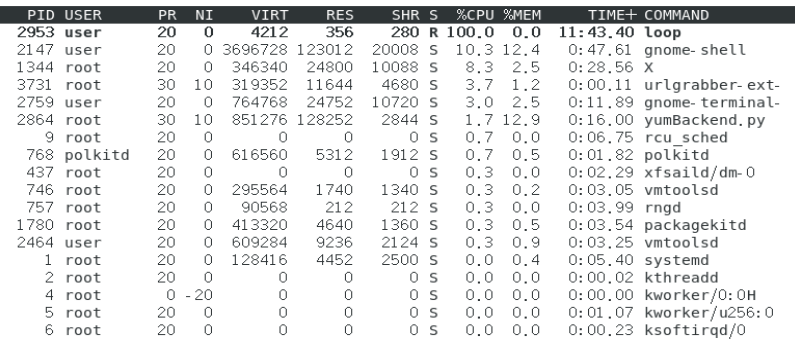 PID USER PR NI VIRT RES SHR S %CPU %MEM TIME+ COMMAND
2953 user 20 0 4212 356 280 R 100.0 0.0 11:43.40 loop
2147 user 20 0 3696728 123012 20008 S 10.3 12.4 0:47.61 gnome-shell
1344 root 20 0 346340 24800 10088 S 8.3 2.5 0:28.56 X
3731 root 30 10 319352 11644 4680 S 3.7 1.2 0:00.11 urlgrabber-ext-
2759 user 20 0 764768 24752 10720 S 3.0 2.5 0:11.89 gnome-terminal-
2864 root 30 10 851276 128252 2844 S 1.7 12.9 0:16.00 yumBackend.py
9 root 20 0 0 0 0 S 0.7 0.0 0:06.75 rcu_sched
768 polkitd 20 0 616560 5312 1912 S 0.7 0.5 0:01.82 polkitd
437 root 20 0 0 0 0 S 0.3 0.0 0:02.29 xfsaild/dm-0
746 root 20 0 295564 1740 1340 S 0.3 0.2 0:03.05 vmtoolsd
757 root 20 0 90568 212 212 S 0.3 0.0 0:03.99 rngd
1780 root 20 0 413320 4640 1360 S 0.3 0.5 0:03.54 packagekitd
2464 user 20 0 609284 9236 2124 S 0.3 0.9 0:03.25 vmtoolsd
1 root 20 0 128416 4452 2500 S 0.0 0.4 0:05.40 systemd
2 root 20 0 0 0 0 S 0.0 0.0 0:00.02 kthreadd
4 root 0 -20 0 0 0 S 0.0 0.0 0:00.00 kworker/0:0H
5 root 20 0 0 0 0 S 0.0 0.0 0:01.07 kworker/u256:0
6 root 20 0 0 0 0 S 0.0 0.0 0:00.23 ksoftirqd/0